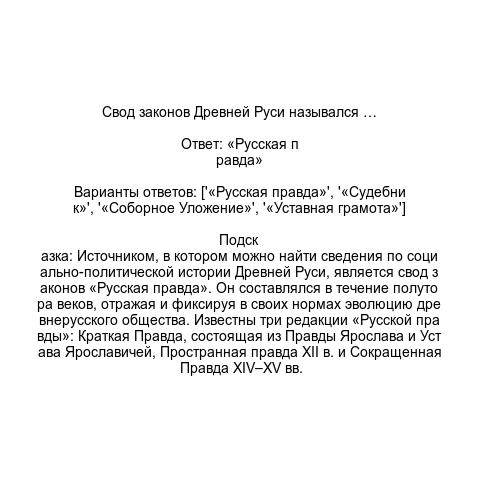 Свод законов Древней Руси назывался …
Ответ: «Русская п
равда»
Варианты ответов: ['«Русская правда»', '«Судебни
к»', '«Соборное Уложение»', '«Уставная грамота»']
Подск
азка: Источником, в котором можно найти сведения по соци
ально-политической истории Древней Руси, является свод з
аконов «Русская правда». Он составлялся в течение полуто
ра веков, отражая и фиксируя в своих нормах эволюцию дре
внерусского общества. Известны три редакции «Русской пра
вды»: Краткая Правда, состоящая из Правды Ярослава и Уст
ава Ярославичей, Пространная правда XII в. и Сокращенная
Правда XIV–XV вв.